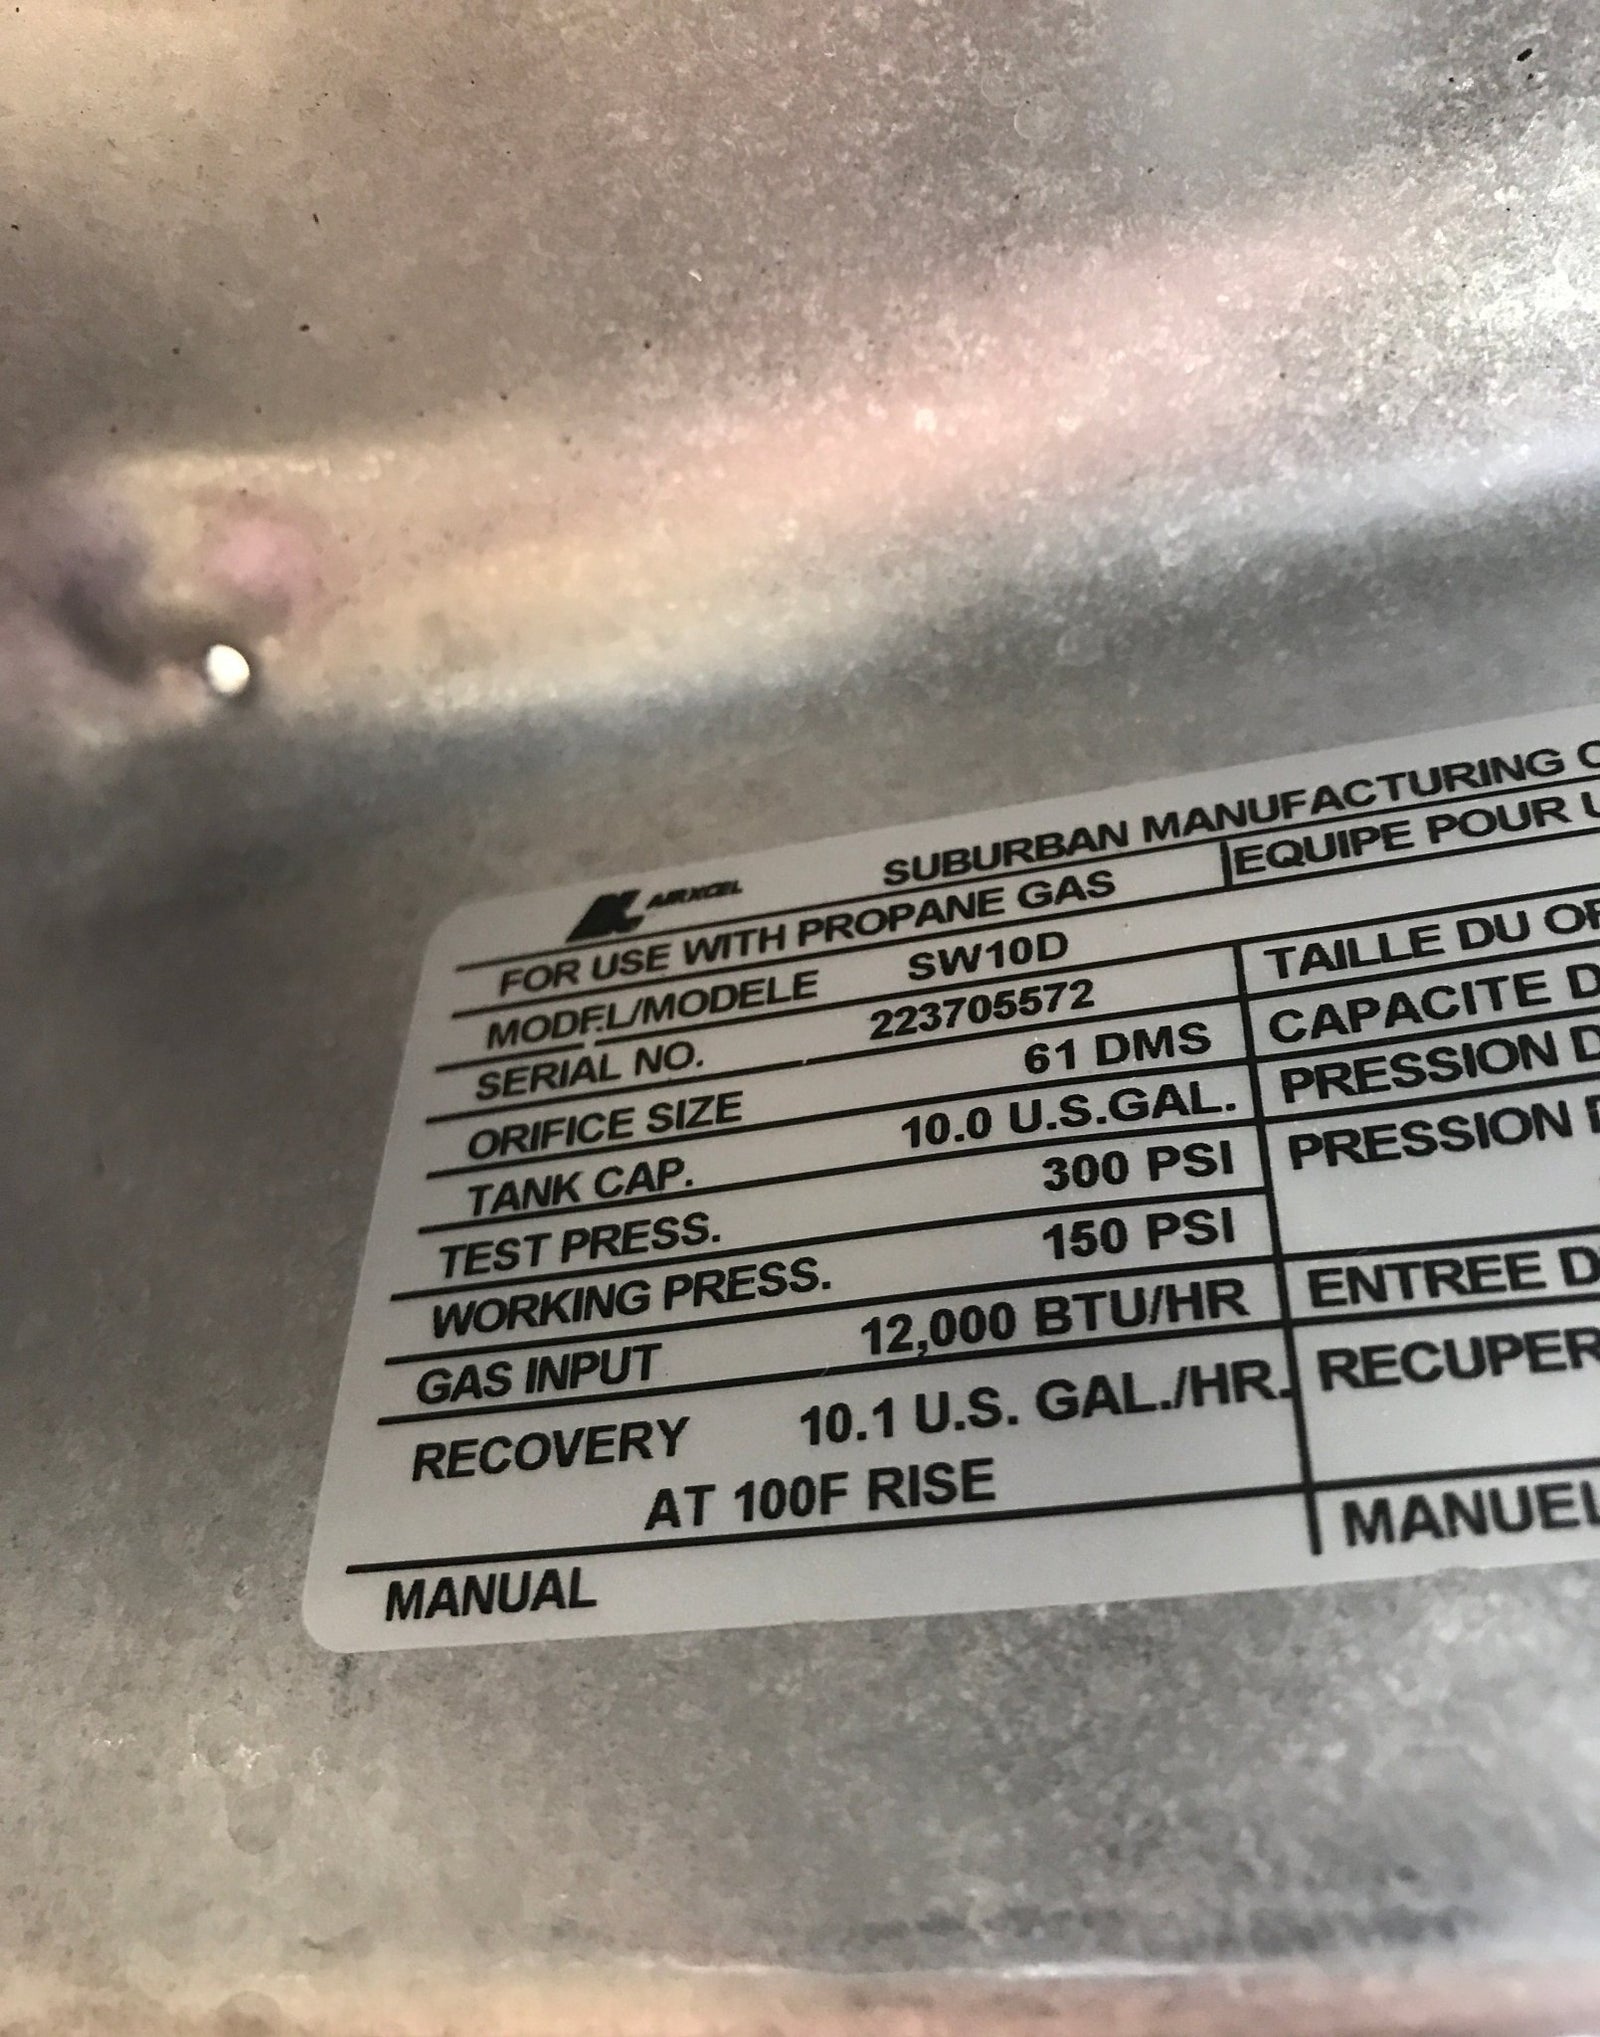 AIRXCEL
SUBURBAN MANUFACTURING
FOR USE WITH PROPANE GAS EQUIPE POUR
MODEL/MODELE SW10D
SERIAL NO. 223705572
ORIFICE SIZE 61 DMS TAILLE DU
TANK CAP. 10.0 U.S.GAL. CAPACITE
TEST PRESS. 300 PSI PRESSION
WORKING PRESS. 150 PSI PRESSION
GAS INPUT 12,000 BTU/HR ENTREE
RECOVERY 10.1 U.S. GAL./HR. RECUPER
AT 100F RISE
MANUAL MANUEL